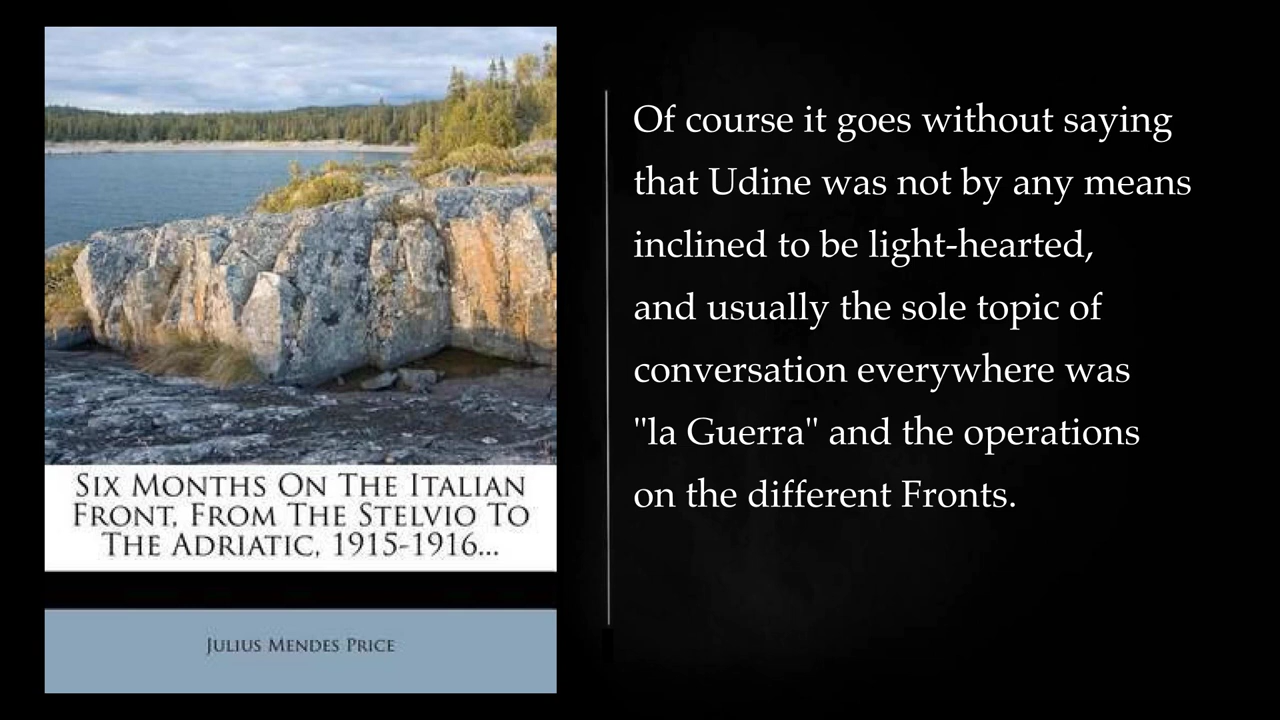 Six Months On The Italian
Front, From The Stelvio To
The Adriatic, 1915-1916...
Julius Mendes Price
Of course it goes without saying
that Udine was not by any means
inclined to be light-hearted,
and usually the sole topic of
conversation everywhere was
"la Guerra" and the operations
on the different Fronts.